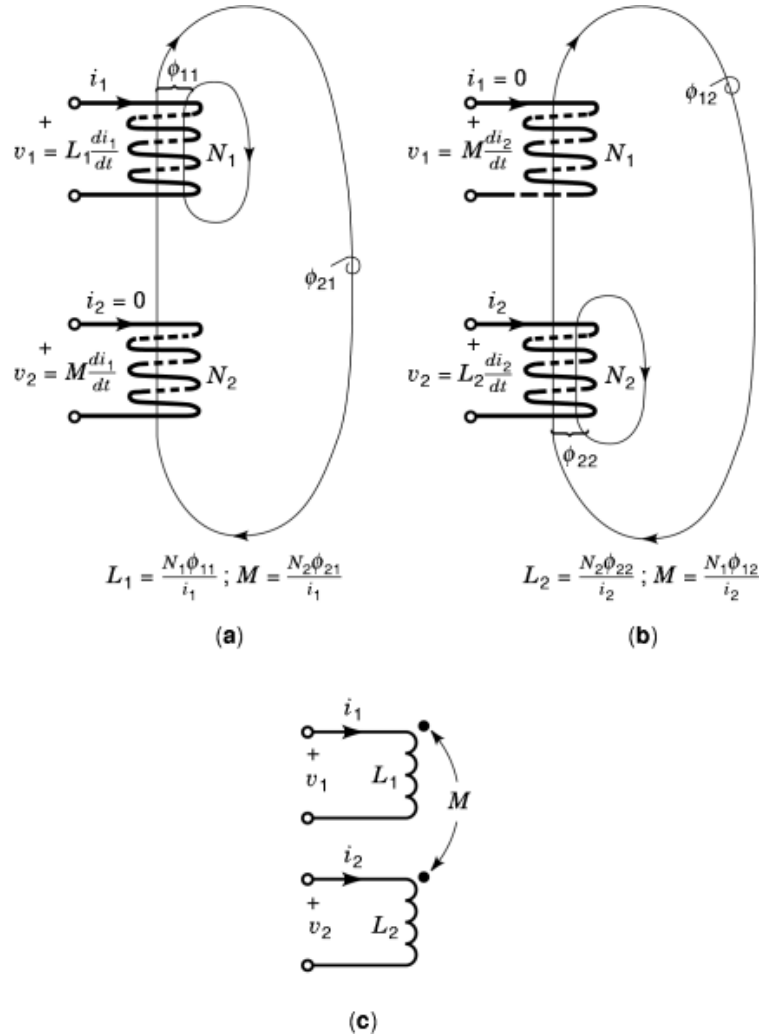 i₁
ϕ₁₁
+
v₁ = L₁ di₁/dt
N₁
ϕ₂₁
i₂ = 0
+
v₂ = M di₁/dt
N₂
L₁ = N₁ϕ₁₁/i₁ ; M = N₂ϕ₂₁/i₁
(a)
i₁ = 0
ϕ₁₂
+
v₁ = M di₂/dt
N₁
i₂
+
v₂ = L₂ di₂/dt
N₂
ϕ₂₂
L₂ = N₂ϕ₂₂/i₂ ; M = N₁ϕ₁₂/i₂
(b)
i₁
+
v₁
L₁
M
i₂
+
v₂
L₂
(c)